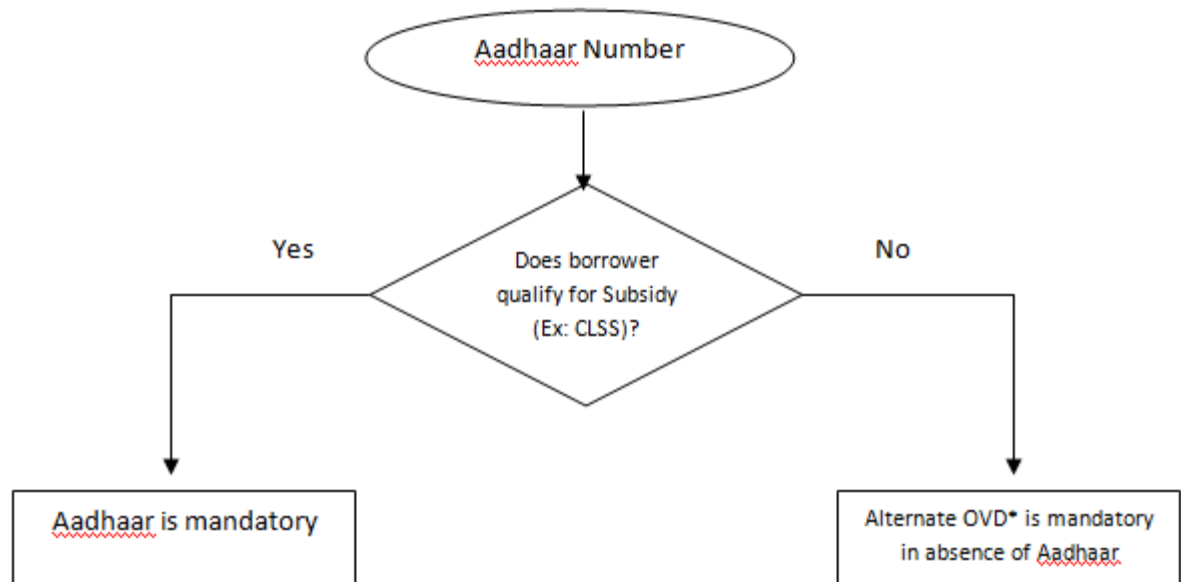 Aadhaar Number
Yes
No
Does borrower
qualify for Subsidy
(Ex: CLSS)?
Aadhaar is mandatory
Alternate OVD* is mandatory
in absence of Aadhaar